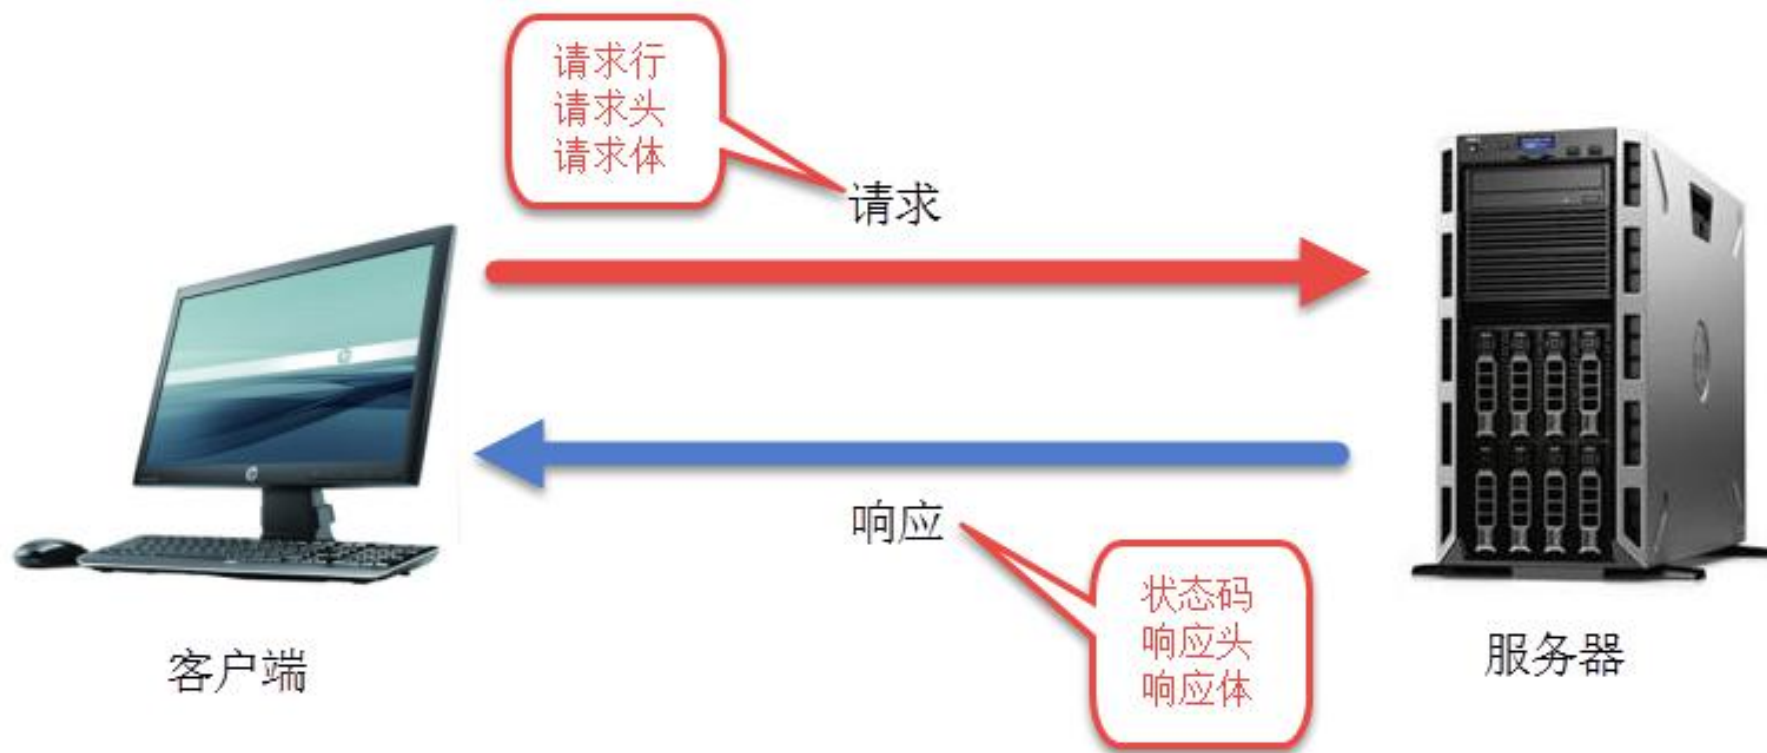 请求行
请求头
请求体
请求
响应
状态码
响应头
响应体
客户端
服务器